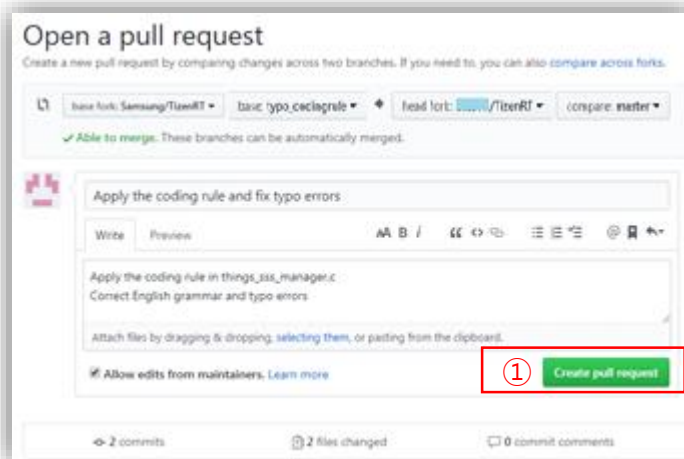 Open a pull request
Create a new pull request by comparing changes across two branches. If you need to, you can also compare across forks.
base fork: Samsung/TizenRT base: typo_codingrule head fork: /TizenRT compare: master
Able to merge. These branches can be automatically merged.
Apply the coding rule and fix typo errors
Write Preview AA B i
Apply the coding rule in things_sss_manager.c
Correct English grammar and typo errors
Attach files by dragging & dropping, selecting them, or pasting from the clipboard.
Allow edits from maintainers. Learn more ① Create pull request
2 commits 2 files changed 0 commit comments